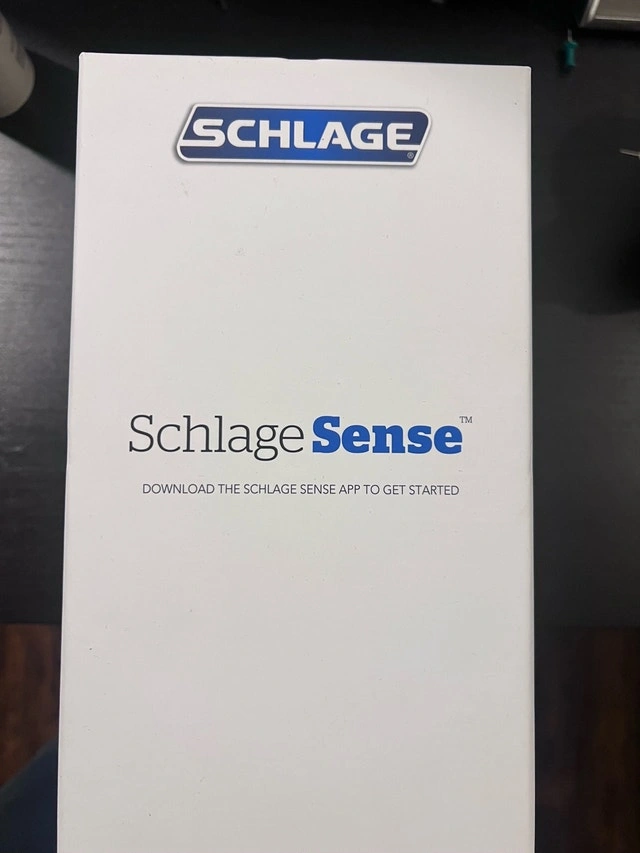 SCHLAGE®
Schlage Sense™
DOWNLOAD THE SCHLAGE SENSE APP TO GET STARTED